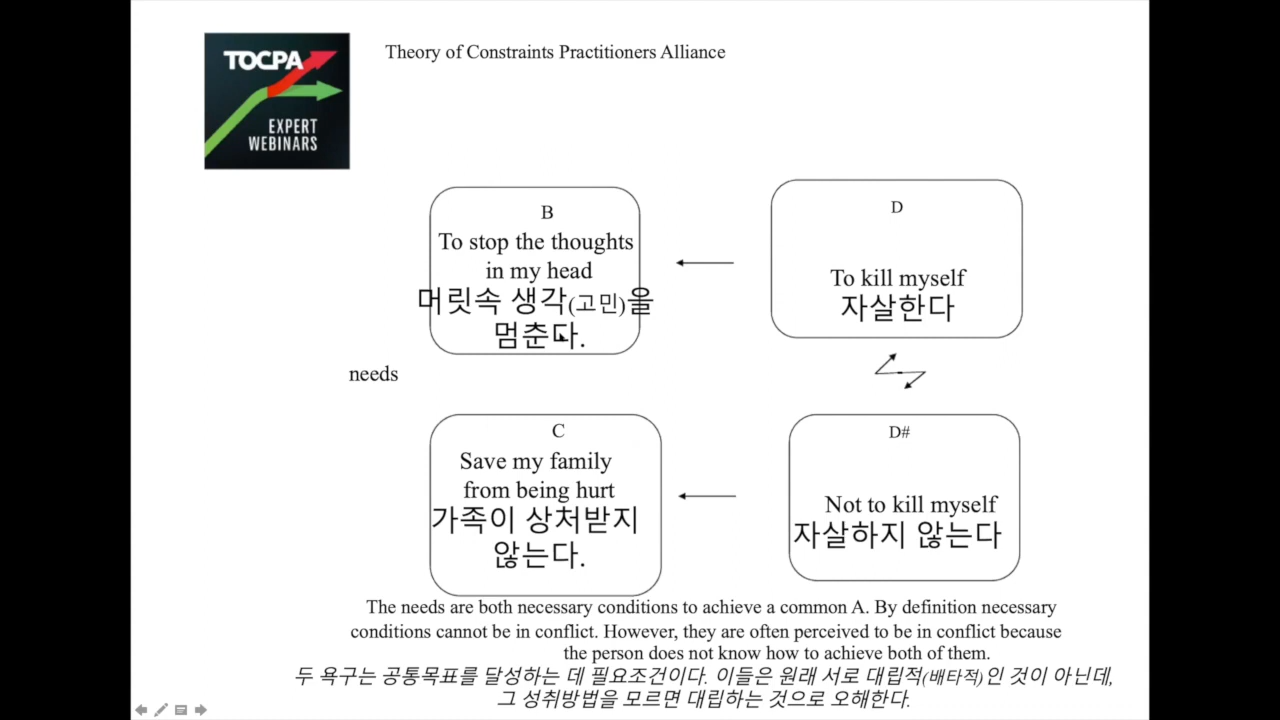 TOCPA
EXPERT
WEBINARS
Theory of Constraints Practitioners Alliance
B
To stop the thoughts
in my head
머릿속 생각(고민)을
멈춘다.
D
To kill myself
자살한다
needs
C
Save my family
from being hurt
가족이 상처받지
않는다.
D#
Not to kill myself
자살하지 않는다
The needs are both necessary conditions to achieve a common A. By definition necessary
conditions cannot be in conflict. However, they are often perceived to be in conflict because
the person does not know how to achieve both of them.
두 욕구는 공통목표를 달성하는 데 필요조건이다. 이들은 원래 서로 대립적(배타적)인 것이 아닌데,
그 성취방법을 모르면 대립하는 것으로 오해한다.